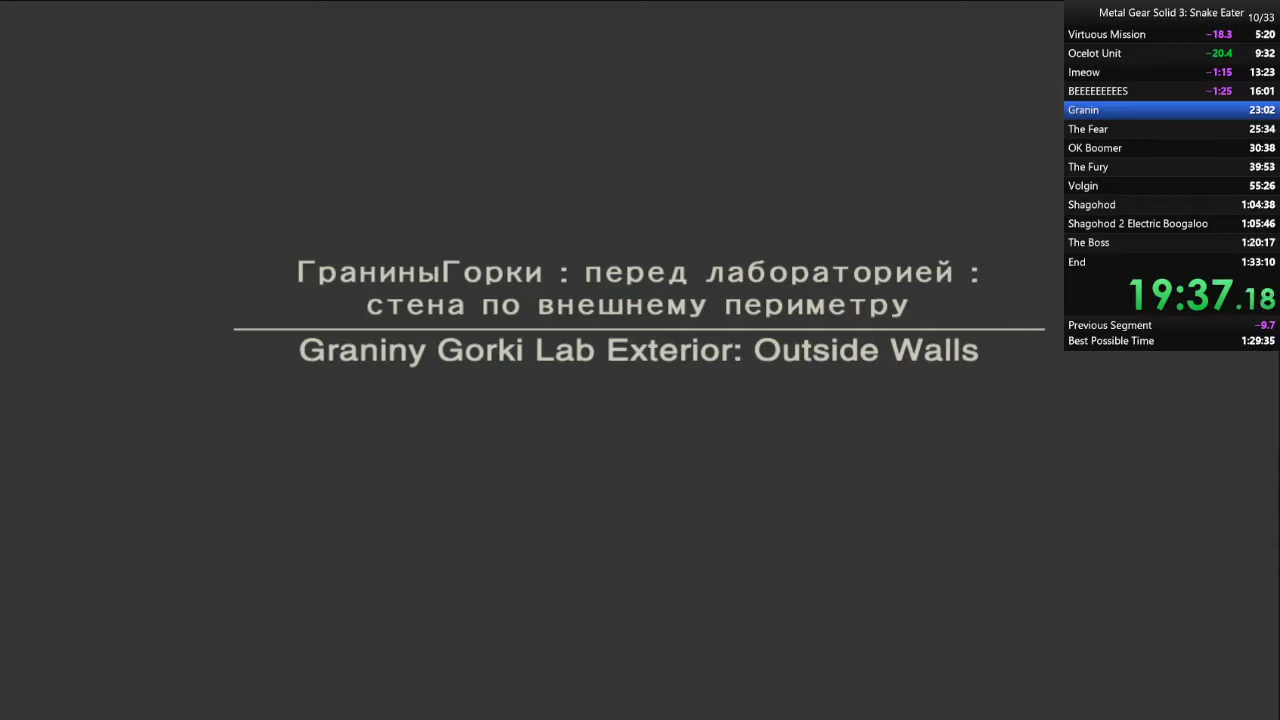 ГраниныГорки : перед лабораторией :
стена по внешнему периметру
Graniny Gorki Lab Exterior: Outside Walls
Metal Gear Solid 3: Snake Eater 10/33
Virtuous Mission −18.3 5:20
Ocelot Unit −20.4 9:32
!meow −1:15 13:23
BEEEEEEEEES −1:25 16:01
Granin 23:02
The Fear 25:34
OK Boomer 30:38
The Fury 39:53
Volgin 55:26
Shagohod 1:04:38
Shagohod 2 Electric Boogaloo 1:05:46
The Boss 1:20:17
End 1:33:10
19:37.18
Previous Segment −9.7
Best Possible Time 1:29:35